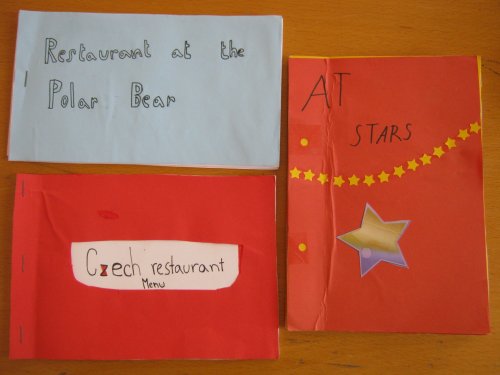 Restaurant at the
Polar Bear
AT
STARS
Czech restaurant
Menu